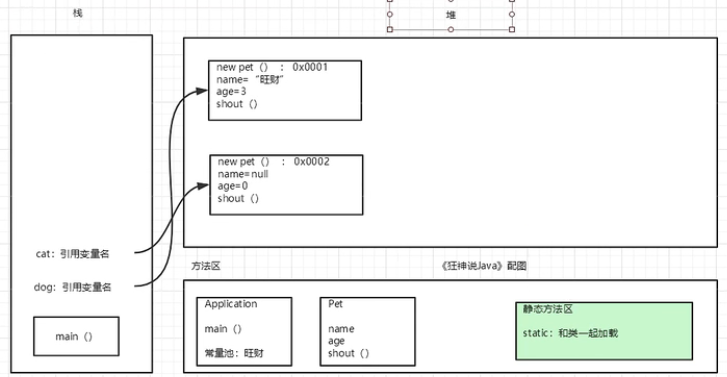 栈
堆
new pet（） ： 0x0001
name=“旺财”
age=3
shout（）
new pet（） ： 0x0002
name=null
age=0
shout（）
cat：引用变量名
dog：引用变量名
main（）
方法区
《狂神说Java》配图
Application
main（）
常量池：旺财
Pet
name
age
shout（）
静态方法区
static：和类一起加载